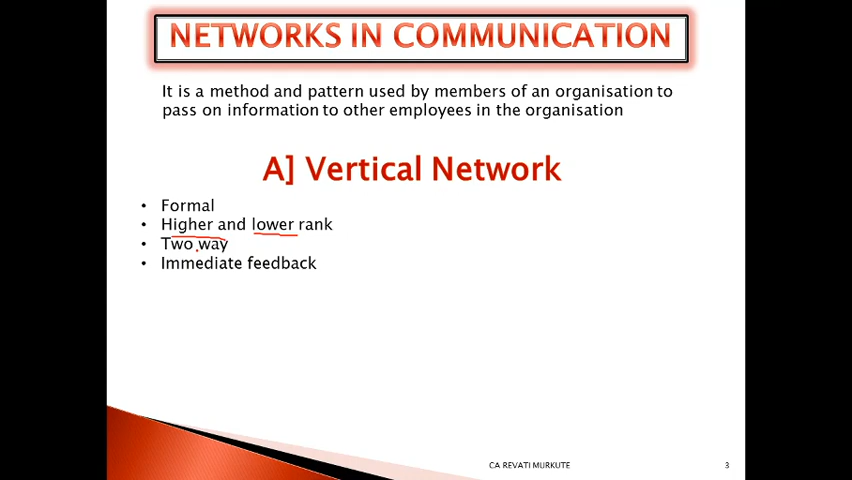 NETWORKS IN COMMUNICATION
It is a method and pattern used by members of an organisation to
pass on information to other employees in the organisation
A] Vertical Network
• Formal
• Higher and lower rank
• Two way
• Immediate feedback
CA REVATI MURKUTE 3